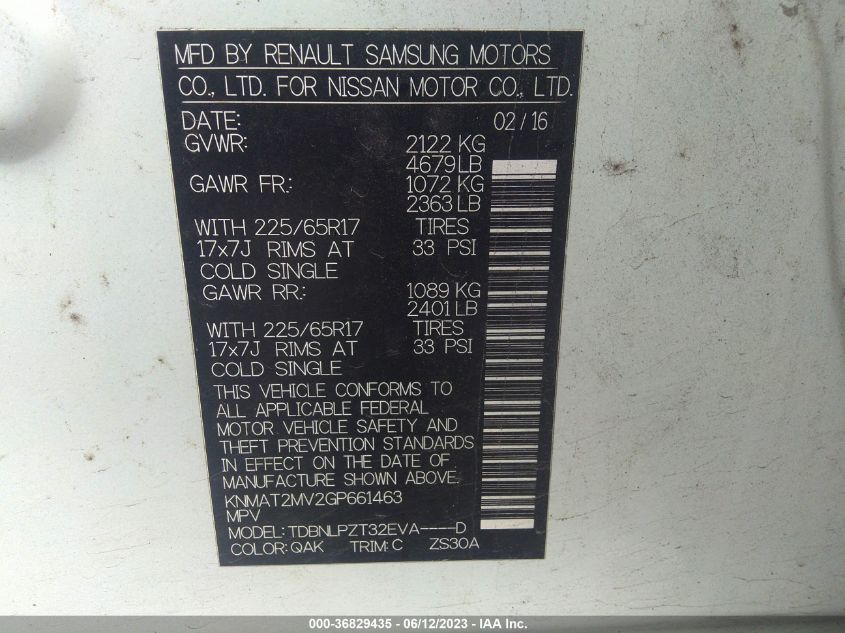 MFD BY RENAULT SAMSUNG MOTORS
CO., LTD. FOR NISSAN MOTOR CO., LTD.
DATE: 02 / 16
GVWR: 2122 KG
4679 LB
GAWR FR.: 1072 KG
2363 LB
WITH 225/65R17 TIRES
17x7J RIMS AT 33 PSI
COLD SINGLE
GAWR RR.: 1089 KG
2401 LB
WITH 225/65R17 TIRES
17x7J RIMS AT 33 PSI
COLD SINGLE
THIS VEHICLE CONFORMS TO
ALL APPLICABLE FEDERAL
MOTOR VEHICLE SAFETY AND
THEFT PREVENTION STANDARDS
IN EFFECT ON THE DATE OF
MANUFACTURE SHOWN ABOVE.
KNMAT2MV2GP661463
MPV
MODEL: TDBNLPZT32EVA----D
COLOR: QAK TRIM: C ZS30A
000-36829435 - 06/12/2023 - IAA Inc.